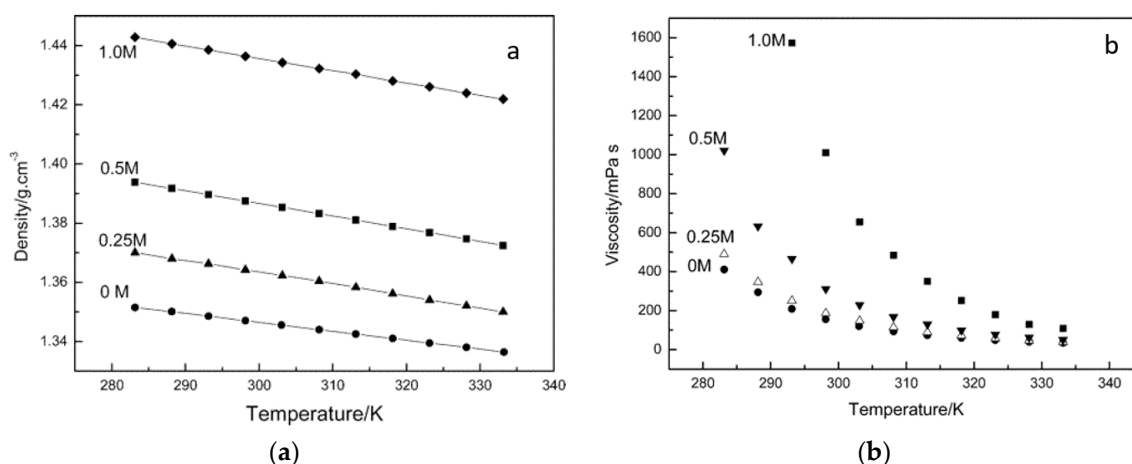 a
1.44
1.42
1.40
1.38
1.36
1.34
Density/g.cm⁻³
1.0M
0.5M
0.25M
0 M
280 290 300 310 320 330 340
Temperature/K
(a)
b
1600
1400
1200
1000
800
600
400
200
0
Viscosity/mPa s
1.0M
0.5M
0.25M
0M
280 290 300 310 320 330 340
Temperature/K
(b)